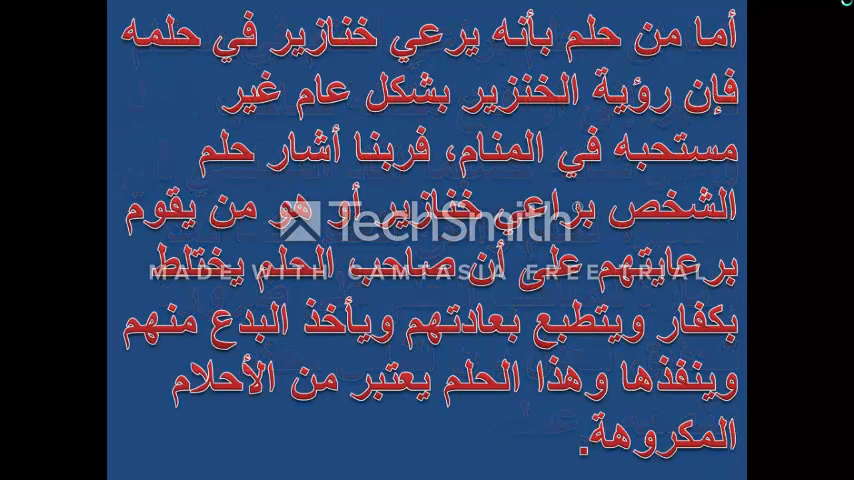 أما من حلم بأنه يرعي خنازير في حلمه
فإن رؤية الخنزير بشكل عام غير
مستحبه في المنام، فربنا أشار حلم
الشخص براعي خنازير أو هو من يقوم
TechSmith
برعايتهم على أن صاحب الحلم يختلط
MADE WITH CAMTASIA FREE TRIAL
بكفار ويتطبع بعادتهم ويأخذ البدع منهم
وينفذها وهذا الحلم يعتبر من الأحلام
المكروهة.